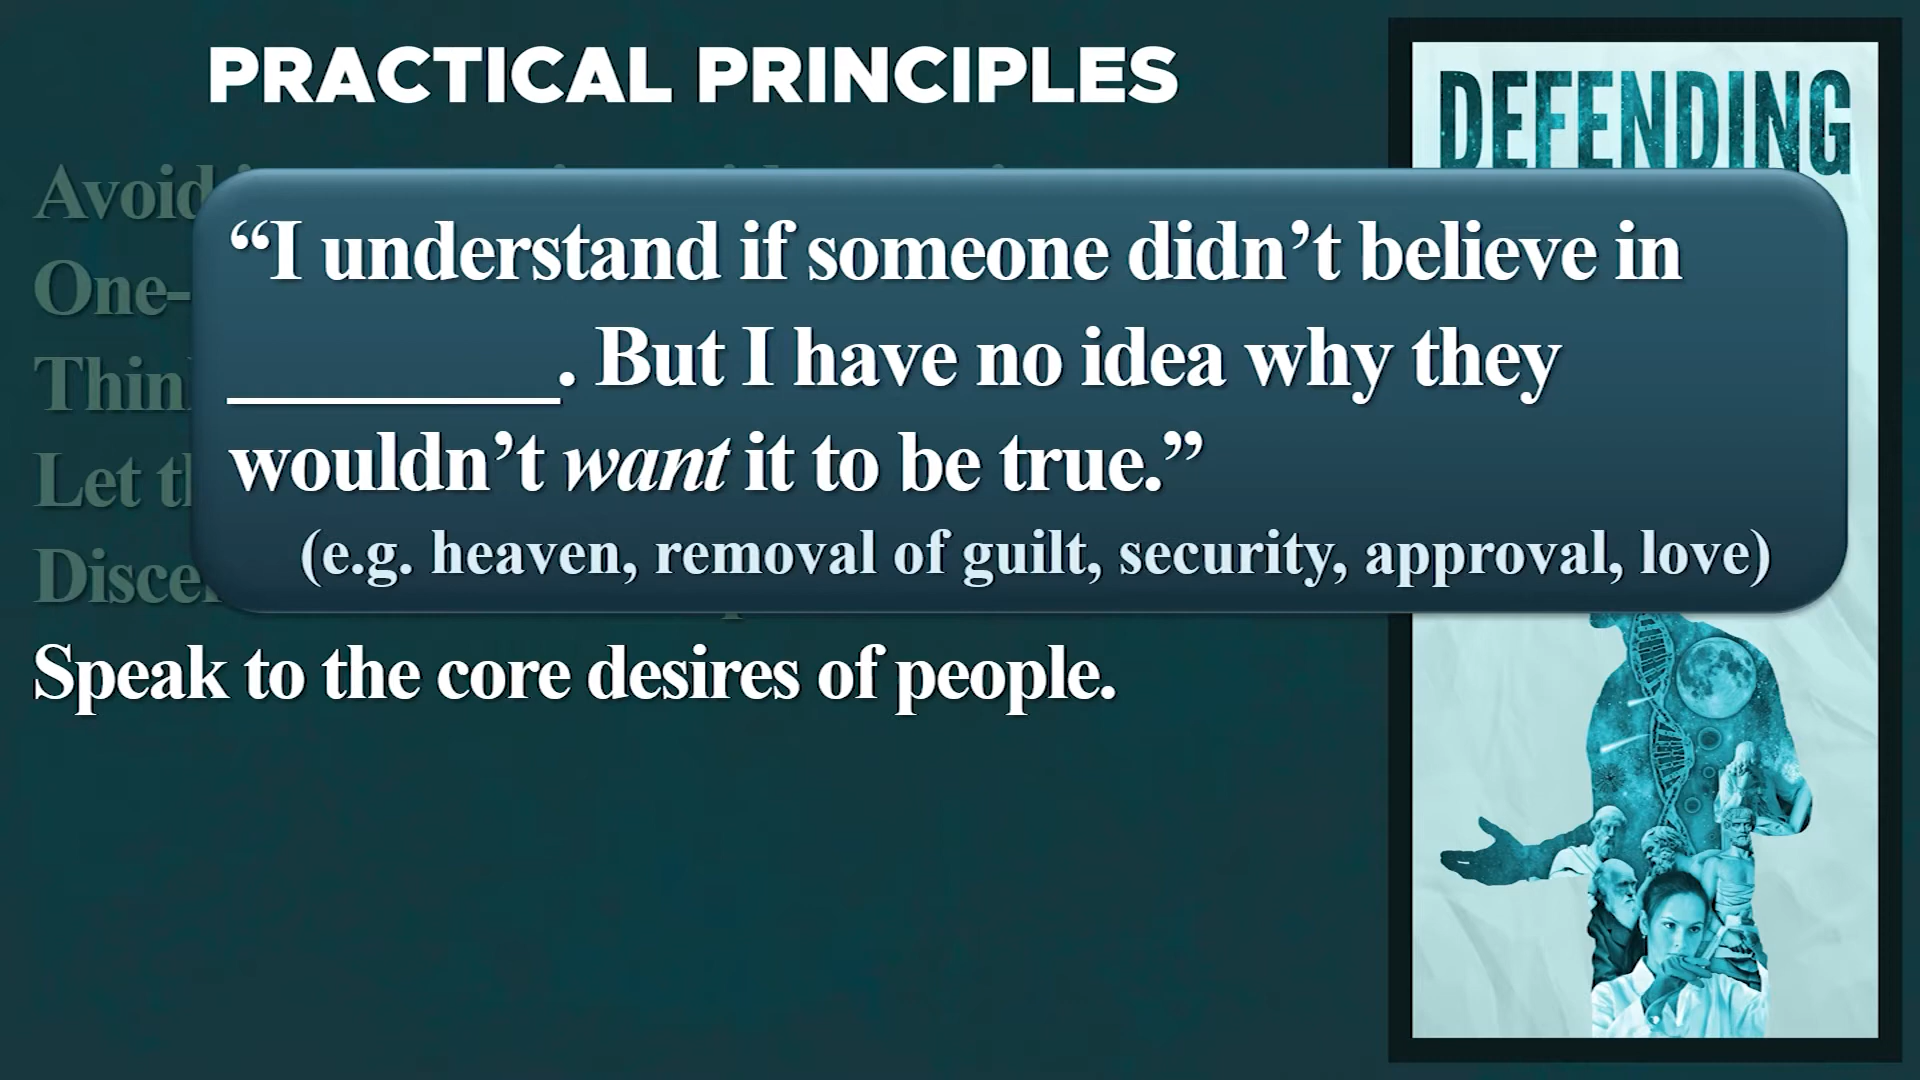 PRACTICAL PRINCIPLES
DEFENDING
Avoid
“I understand if someone didn’t believe in
One-
________. But I have no idea why they
Let
wouldn’t want it to be true.”
(e.g. heaven, removal of guilt, security, approval, love)
Speak to the core desires of people.